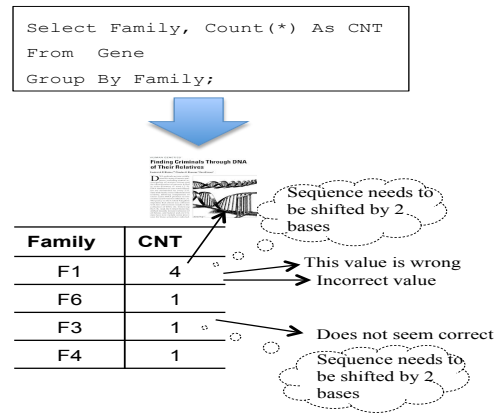 Select Family, Count(*) As CNT
From Gene
Group By Family;
Finding Criminals Through DNA
of Their Relatives
Sequence needs to
be shifted by 2
bases
Family CNT
F1 4
This value is wrong
Incorrect value
F6 1
F3 1
Does not seem correct
F4 1
Sequence needs to
be shifted by 2
bases